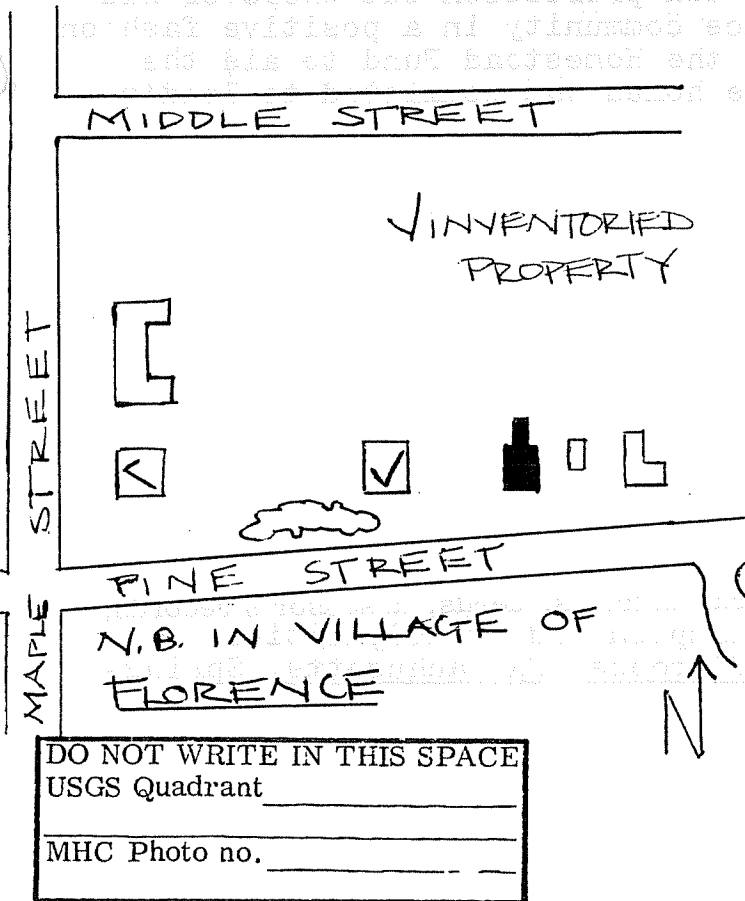 MIDDLE STREET
√INVENTORIED
PROPERTY
MAPLE STREET
PINE STREET
N.B. IN VILLAGE OF
FLORENCE
N
DO NOT WRITE IN THIS SPACE
USGS Quadrant
MHC Photo no.